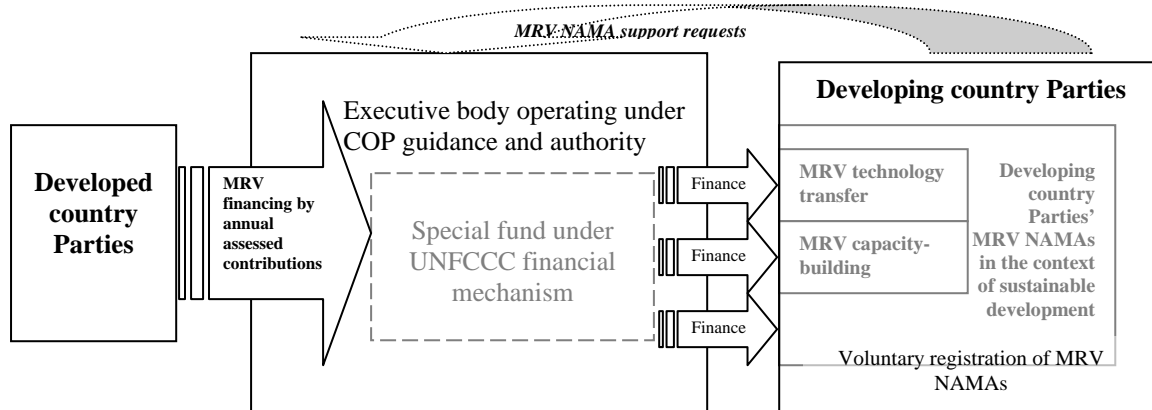 MRV NAMA support requests
Developed
country
Parties
MRV
financing by
annual
assessed
contributions
Executive body operating under
COP guidance and authority
Special fund under
UNFCCC financial
mechanism
Finance
Finance
Finance
Developing country Parties
MRV technology
transfer
MRV capacity-
building
Developing
country
Parties’
MRV NAMAs
in the context
of sustainable
development
Voluntary registration of MRV
NAMAs